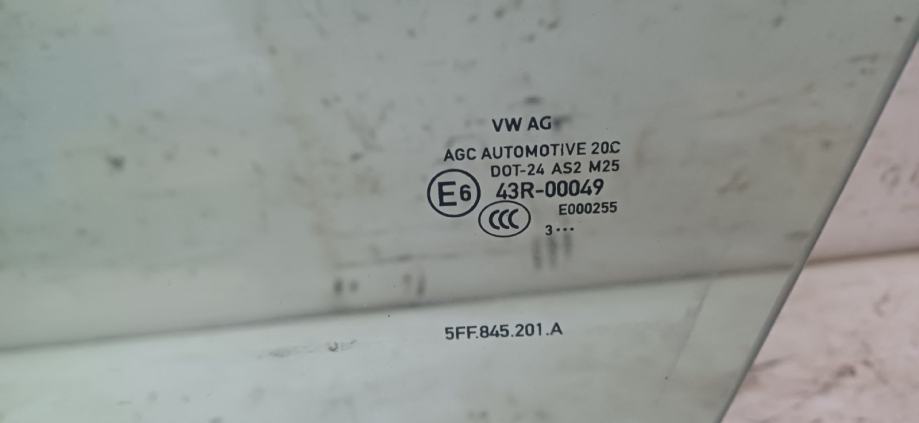 VW AG
AGC AUTOMOTIVE 20C
DOT-24 AS2 M25
E6 43R-00049
CCC E000255
3···
5FF.845.201.A